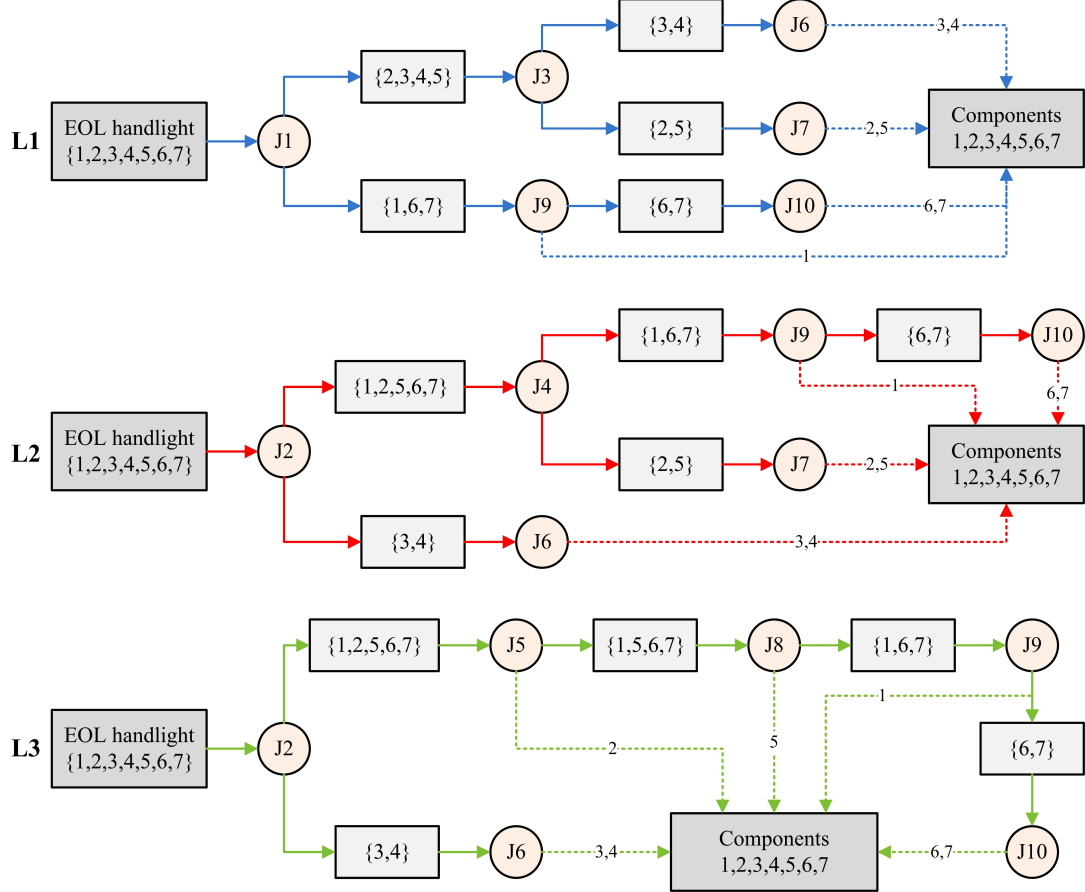 {3,4}
J6
3,4
{2,3,4,5}
J3
L1
EOL handlight
{1,2,3,4,5,6,7}
J1
{2,5}
J7
2,5
Components
1,2,3,4,5,6,7
{1,6,7}
J9
{6,7}
J10
6,7
1
{1,6,7}
J9
{6,7}
J10
{1,2,5,6,7}
J4
1
6,7
L2
EOL handlight
{1,2,3,4,5,6,7}
J2
{2,5}
J7
2,5
Components
1,2,3,4,5,6,7
{3,4}
J6
3,4
{1,2,5,6,7}
J5
{1,5,6,7}
J8
{1,6,7}
J9
1
L3
EOL handlight
{1,2,3,4,5,6,7}
J2
2
5
{6,7}
{3,4}
J6
3,4
Components
1,2,3,4,5,6,7
6,7
J10